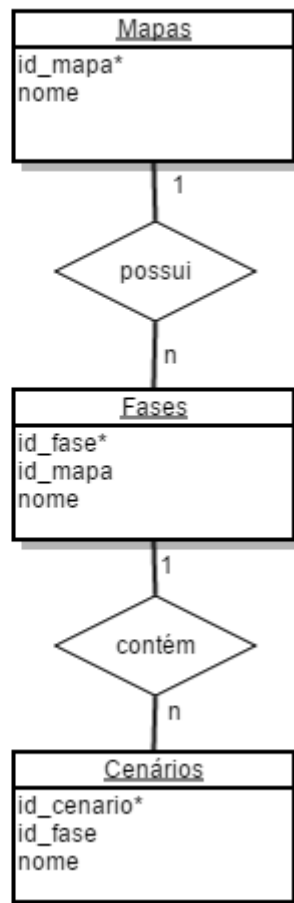 Mapas
id_mapa*
nome
1
possui
n
Fases
id_fase*
id_mapa
nome
1
contém
n
Cenários
id_cenario*
id_fase
nome